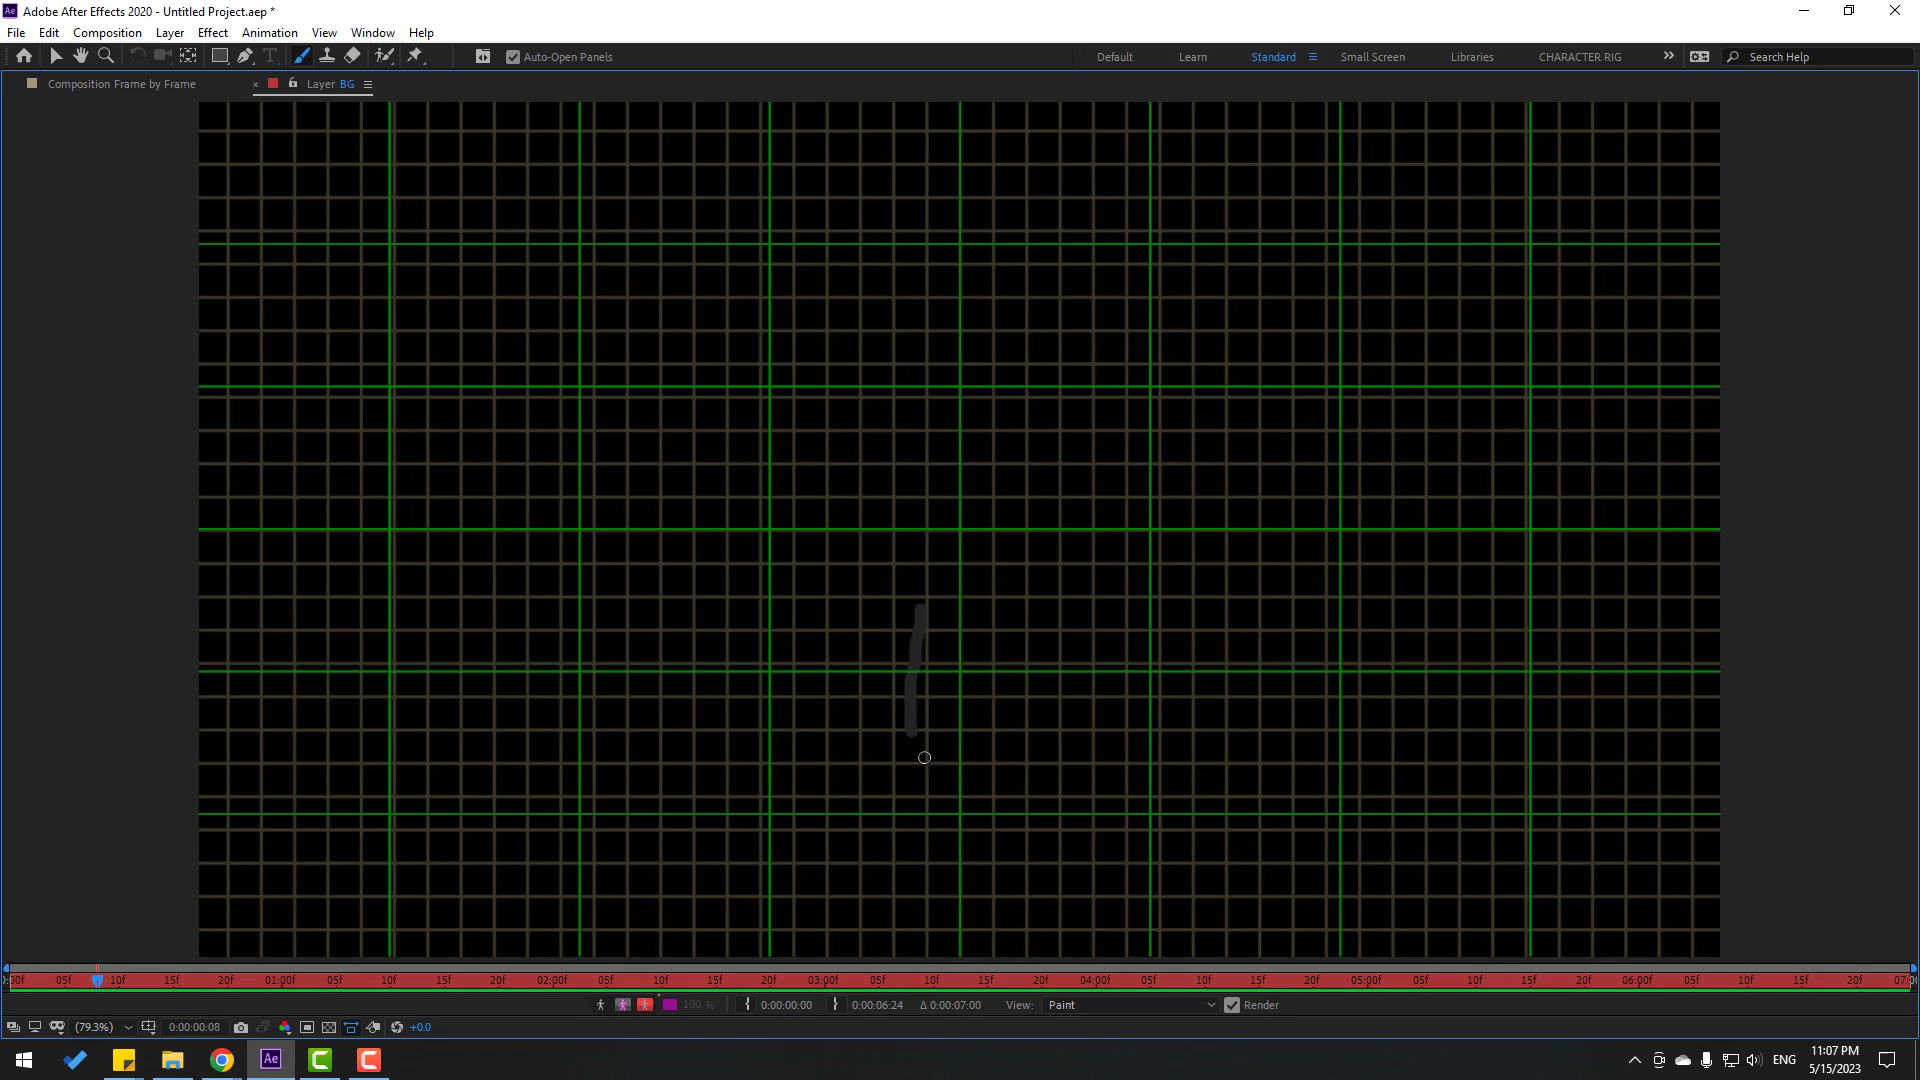 Ae Adobe After Effects 2020 - Untitled Project.aep *
File Edit Composition Layer Effect Animation View Window Help
Auto-Open Panels Default Learn Standard Small Screen Libraries CHARACTER RIG Search Help
Composition Frame by Frame × Layer BG
00f 05f 10f 15f 20f 01:00f 05f 10f 15f 20f 02:00f 05f 10f 15f 20f 03:00f 05f 10f 15f 20f 04:00f 05f 10f 15f 20f 05:00f 05f 10f 15f 20f 06:00f 05f 10f 15f 20f
100 % 0:00:00:00 0:00:06:24 Δ 0:00:07:00 View: Paint Render
(79.3%) 0:00:00:08 +0.0
Ae ENG 11:07 PM
5/15/2023